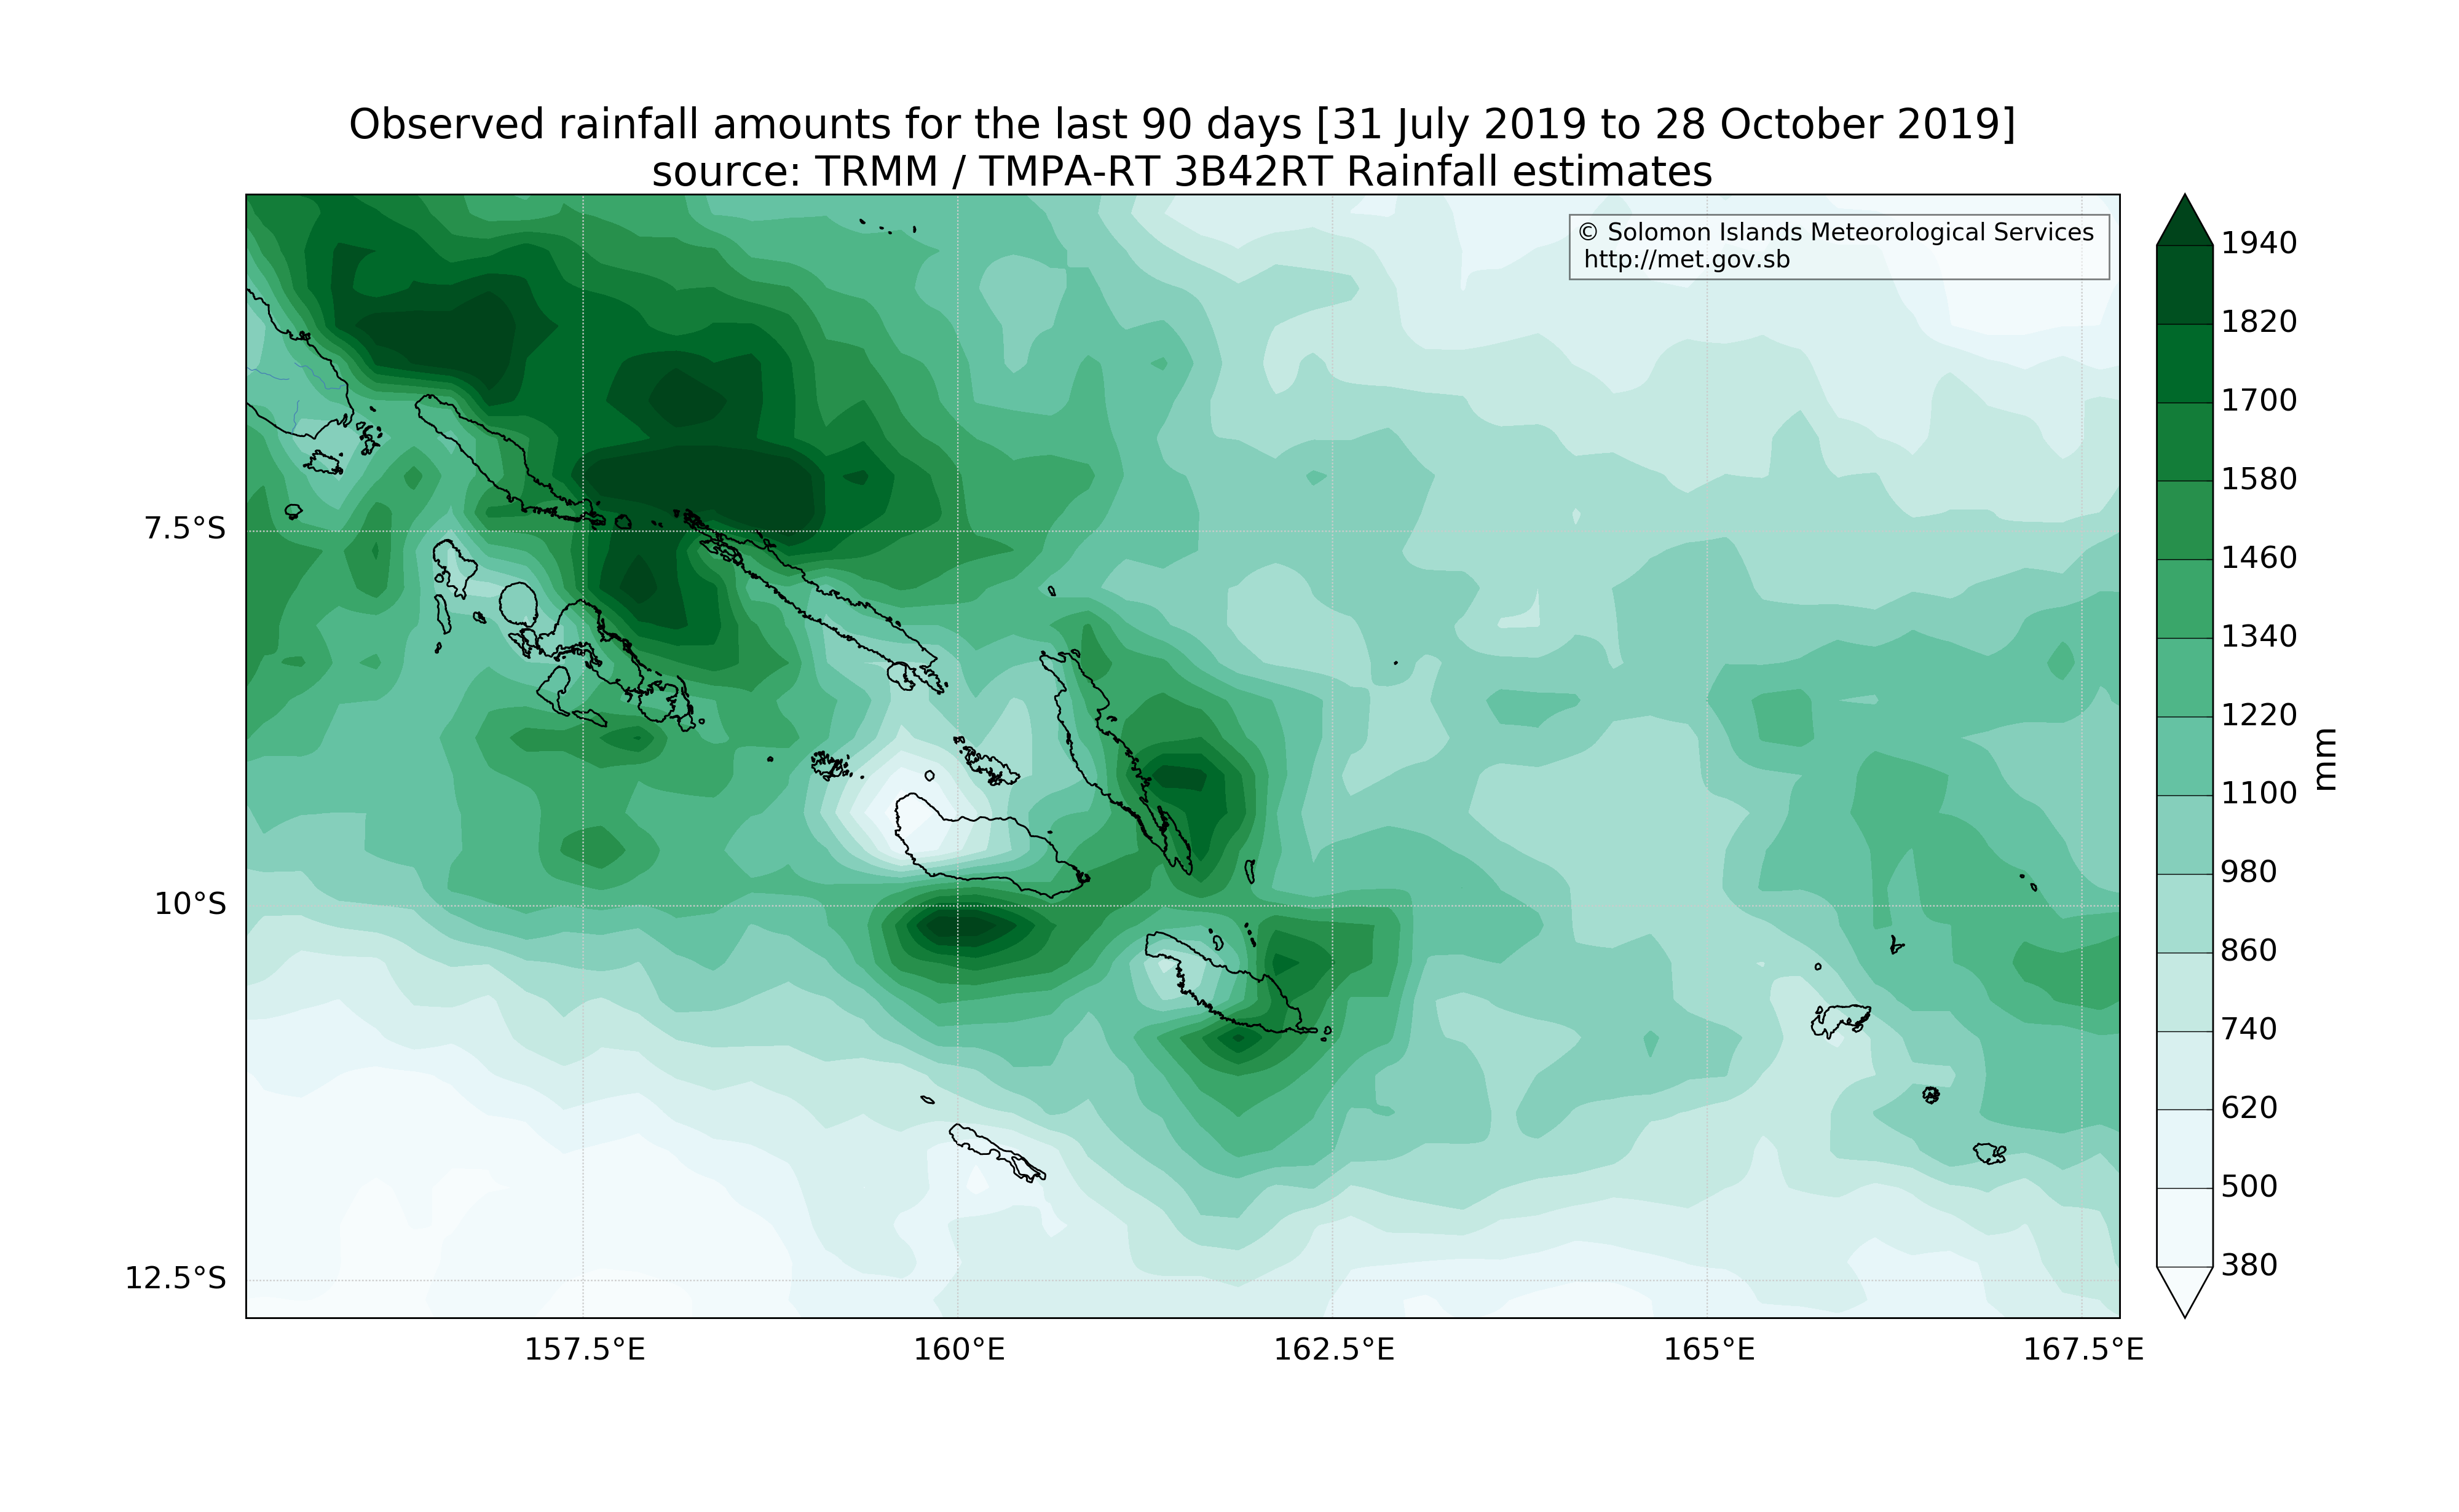 Observed rainfall amounts for the last 90 days [31 July 2019 to 28 October 2019]
source: TRMM / TMPA-RT 3B42RT Rainfall estimates
© Solomon Islands Meteorological Services
http://met.gov.sb
7.5°S
10°S
12.5°S
157.5°E
160°E
162.5°E
165°E
167.5°E
1940
1820
1700
1580
1460
1340
1220
1100
980
860
740
620
500
380
mm